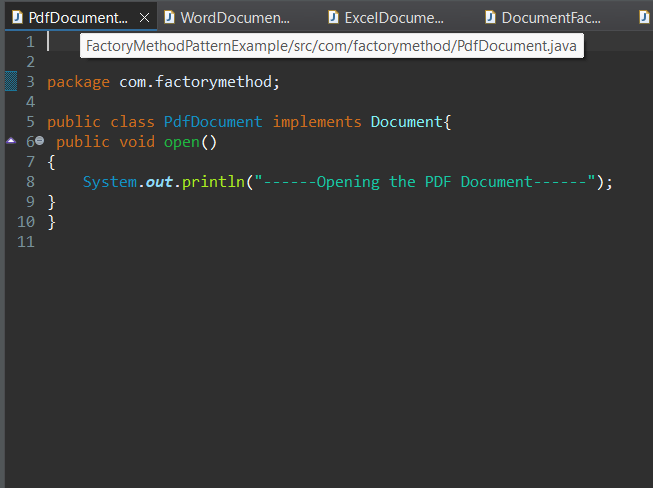 PdfDocument... WordDocumen... ExcelDocume... DocumentFac...
1
FactoryMethodPatternExample/src/com/factorymethod/PdfDocument.java
2
3 package com.factorymethod;
4
5 public class PdfDocument implements Document{
6 public void open()
7 {
8 System.out.println("------Opening the PDF Document------");
9 }
10 }
11